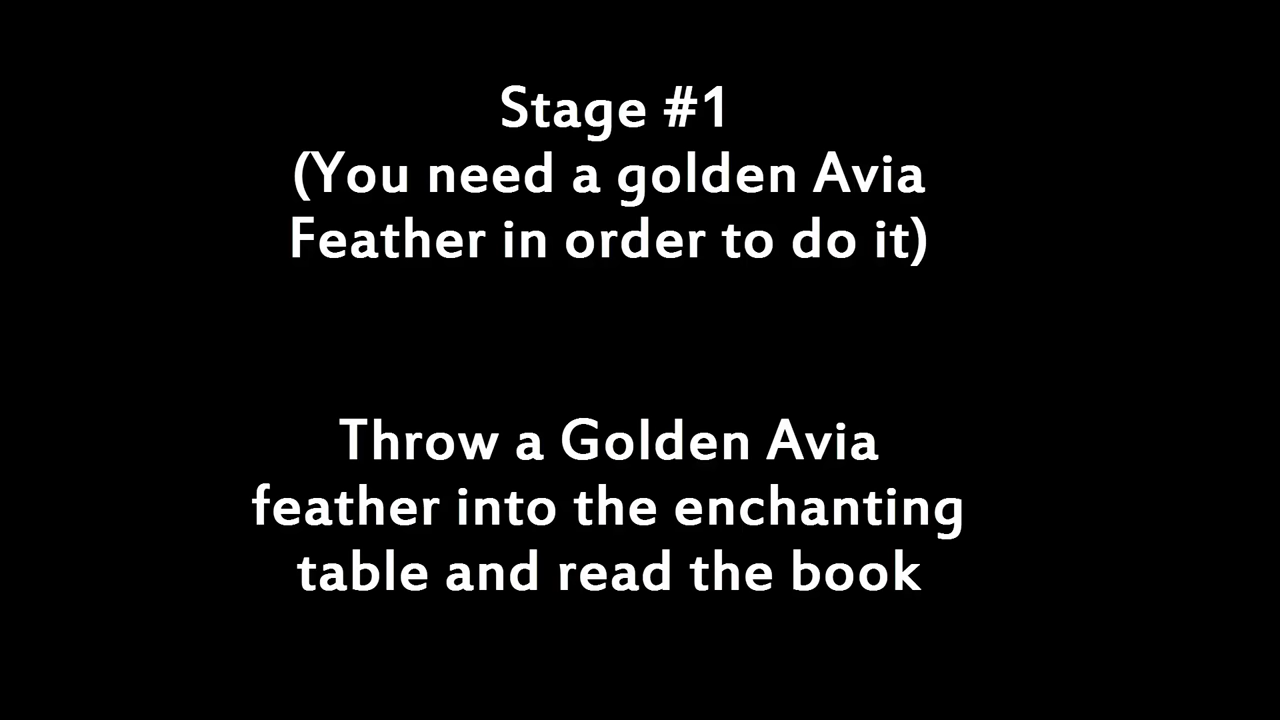 Stage #1
(You need a golden Avia
Feather in order to do it)
Throw a Golden Avia
feather into the enchanting
table and read the book